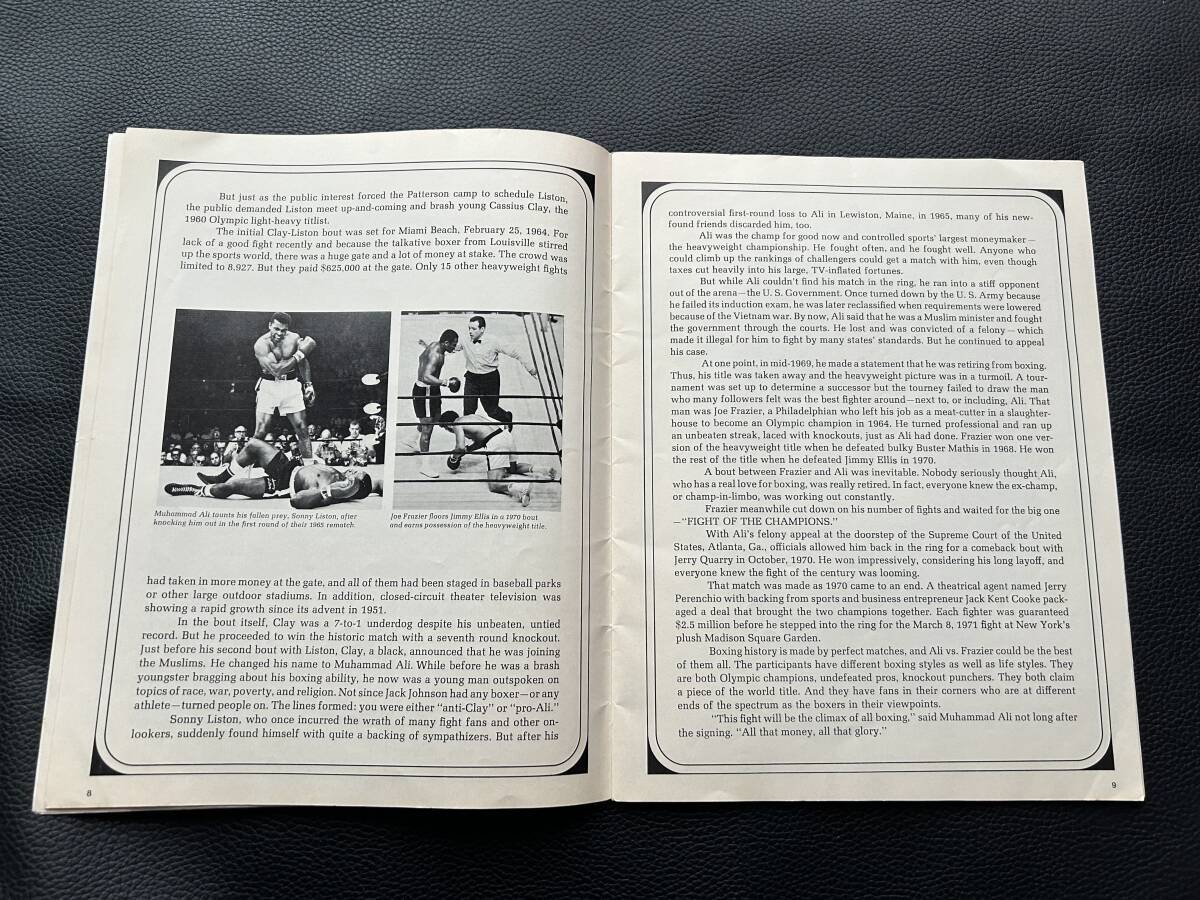 But just as the public interest forced the Patterson camp to schedule Liston,
the public demanded Liston meet up-and-coming and brash young Cassius Clay, the
1960 Olympic light-heavy titlist.
The initial Clay-Liston bout was set for Miami Beach, February 25, 1964. For
lack of a good fight recently and because the talkative boxer from Louisville stirred
up the sports world, there was a huge gate and a lot of money at stake. The crowd was
limited to 8,927. But they paid $625,000 at the gate. Only 15 other heavyweight fights
Muhammad Ali taunts his fallen prey, Sonny Liston, after
knocking him out in the first round of their 1965 rematch.
Joe Frazier floors Jimmy Ellis in a 1970 bout
and earns possession of the heavyweight title.
had taken in more money at the gate, and all of them had been staged in baseball parks
or other large outdoor stadiums. In addition, closed-circuit theater television was
showing a rapid growth since its advent in 1951.
In the bout itself, Clay was a 7-to-1 underdog despite his unbeaten, untied
record. But he proceeded to win the historic match with a seventh round knockout.
Just before his second bout with Liston, Clay, a black, announced that he was joining
the Muslims. He changed his name to Muhammad Ali. While before he was a brash
youngster bragging about his boxing ability, he now was a young man outspoken on
topics of race, war, poverty, and religion. Not since Jack Johnson had any boxer—or any
athlete—turned people on. The lines formed: you were either "anti-Clay" or "pro-Ali."
Sonny Liston, who once incurred the wrath of many fight fans and other on-
lookers, suddenly found himself with quite a backing of sympathizers. But after his
8
controversial first-round loss to Ali in Lewiston, Maine, in 1965, many of his new-
found friends discarded him, too.
Ali was the champ for good now and controlled sports' largest moneymaker—
the heavyweight championship. He fought often, and he fought well. Anyone who
could climb up the rankings of challengers could get a match with him, even though
taxes cut heavily into his large, TV-inflated fortunes.
But while Ali couldn't find his match in the ring, he ran into a stiff opponent
out of the arena—the U. S. Government. Once turned down by the U. S. Army because
he failed its induction exam, he was later reclassified when requirements were lowered
because of the Vietnam war. By now, Ali said that he was a Muslim minister and fought
the government through the courts. He lost and was convicted of a felony—which
made it illegal for him to fight by many states' standards. But he continued to appeal
his case.
At one point, in mid-1969, he made a statement that he was retiring from boxing.
Thus, his title was taken away and the heavyweight picture was in a turmoil. A tour-
nament was set up to determine a successor but the tourney failed to draw the man
who many followers felt was the best fighter around—next to, or including, Ali. That
man was Joe Frazier, a Philadelphian who left his job as a meat-cutter in a slaughter-
house to become an Olympic champion in 1964. He turned professional and ran up
an unbeaten streak, laced with knockouts, just as Ali had done. Frazier won one ver-
sion of the heavyweight title when he defeated bulky Buster Mathis in 1968. He won
the rest of the title when he defeated Jimmy Ellis in 1970.
A bout between Frazier and Ali was inevitable. Nobody seriously thought Ali,
who has a real love for boxing, was really retired. In fact, everyone knew the ex-champ,
or champ-in-limbo, was working out constantly.
Frazier meanwhile cut down on his number of fights and waited for the big one
—"FIGHT OF THE CHAMPIONS."
With Ali's felony appeal at the doorstep of the Supreme Court of the United
States, Atlanta, Ga., officials allowed him back in the ring for a comeback bout with
Jerry Quarry in October, 1970. He won impressively, considering his long layoff, and
everyone knew the fight of the century was looming.
That match was made as 1970 came to an end. A theatrical agent named Jerry
Perenchio with backing from sports and business entrepreneur Jack Kent Cooke pack-
aged a deal that brought the two champions together. Each fighter was guaranteed
$2.5 million before he stepped into the ring for the March 8, 1971 fight at New York's
plush Madison Square Garden.
Boxing history is made by perfect matches, and Ali vs. Frazier could be the best
of them all. The participants have different boxing styles as well as life styles. They
are both Olympic champions, undefeated pros, knockout punchers. They both claim
a piece of the world title. And they have fans in their corners who are at different
ends of the spectrum as the boxers in their viewpoints.
"This fight will be the climax of all boxing," said Muhammad Ali not long after
the signing. "All that money, all that glory."
9